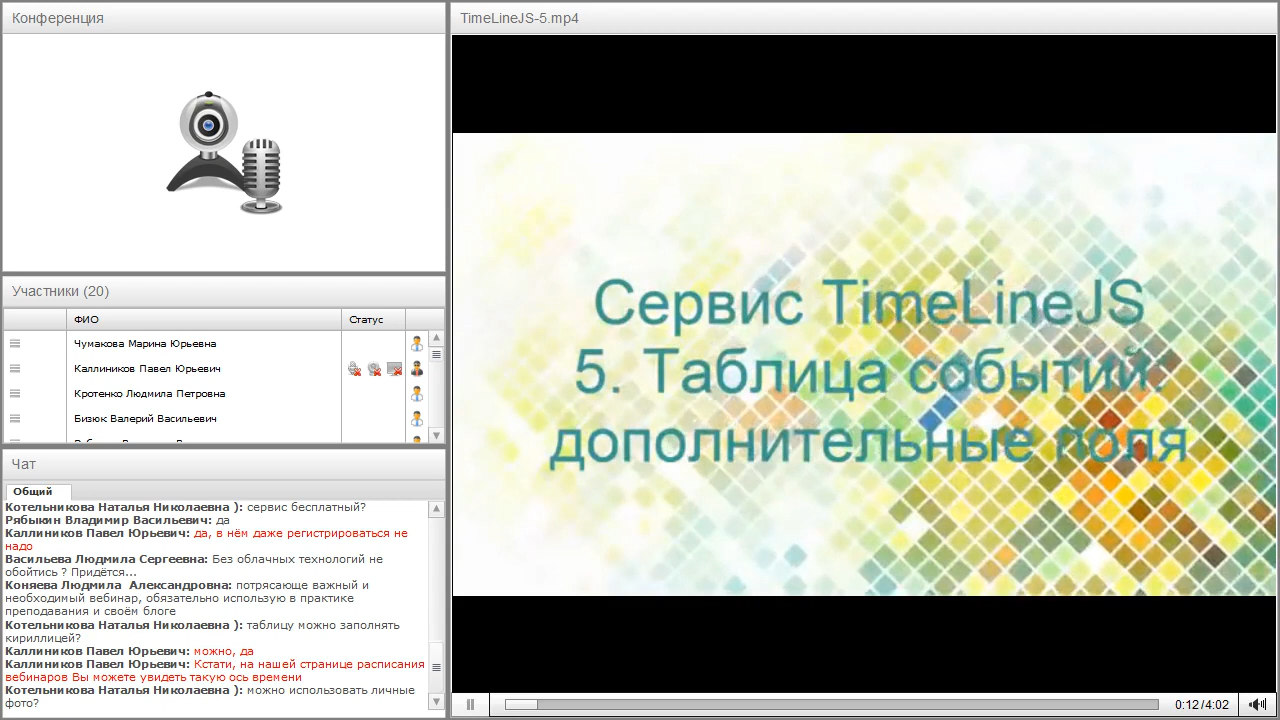 Конференция
TimeLineJS-5.mp4
Участники (20)
ФИО
Статус
Чумакова Марина Юрьевна
Каллиников Павел Юрьевич
Кротенко Людмила Петровна
Бизюк Валерий Васильевич
Чат
Общий
Котельникова Наталья Николаевна ): сервис бесплатный?
Рябыкин Владимир Васильевич: да
Каллиников Павел Юрьевич: да, в нём даже регистрироваться не
надо
Васильева Людмила Сергеевна: Без облачных технологий не
обойтись ? Придётся...
Коняева Людмила  Александровна: потрясающе важный и
необходимый вебинар, обязательно использую в практике
преподавания и своём блоге
Котельникова Наталья Николаевна ): таблицу можно заполнять
кириллицей?
Каллиников Павел Юрьевич: можно, да
Каллиников Павел Юрьевич: Кстати, на нашей странице расписания
вебинаров Вы можете увидеть такую ось времени
Котельникова Наталья Николаевна ): можно использовать личные
фото?
Сервис TimeLineJS
5. Таблица событий:
дополнительные поля
0:12/4:02